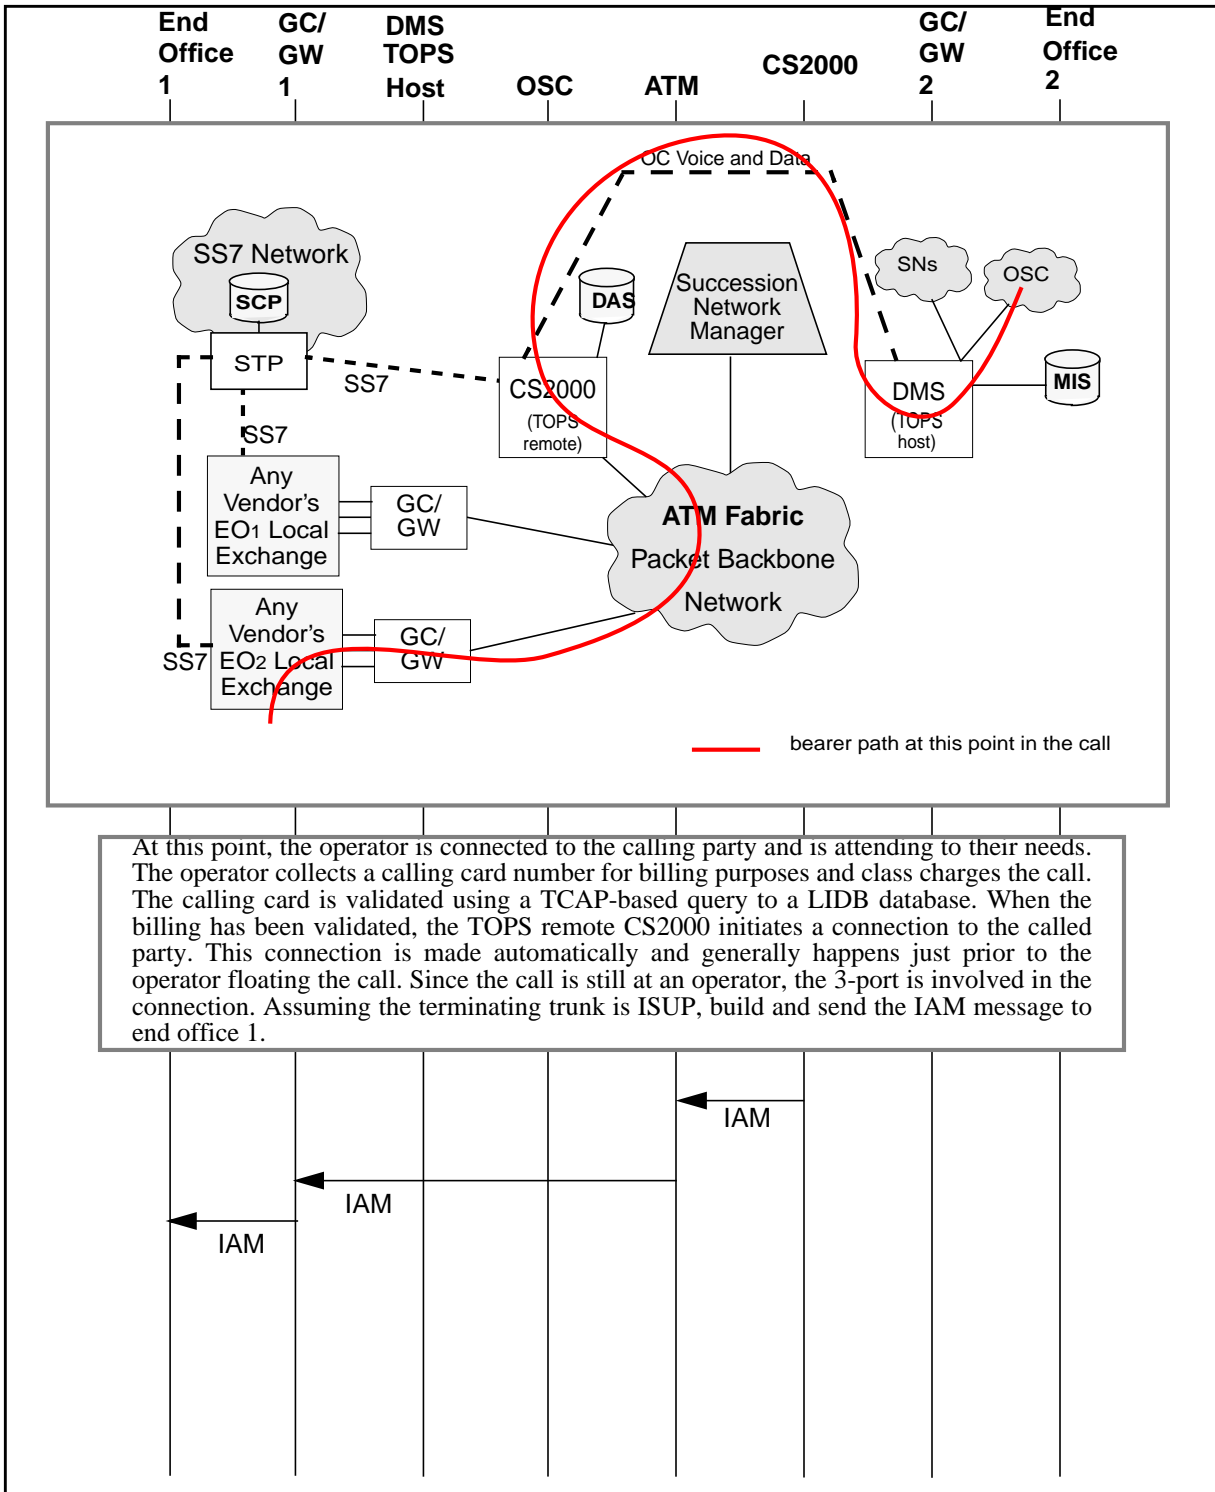 End Office 1
GC/ GW 1
DMS TOPS Host
OSC
ATM
CS2000
GC/ GW 2
End Office 2
OC Voice and Data
SS7 Network
SCP
STP
SS7
SS7
SS7
DAS
Succession
Network
Manager
SNs
OSC
CS2000
(TOPS
remote)
DMS
(TOPS
host)
MIS
Any
Vendor's
EO1 Local
Exchange
GC/
GW
ATM Fabric
Packet Backbone
Network
Any
Vendor's
EO2 Local
Exchange
GC/
GW
bearer path at this point in the call
At this point, the operator is connected to the calling party and is attending to their needs.
The operator collects a calling card number for billing purposes and class charges the call.
The calling card is validated using a TCAP-based query to a LIDB database. When the
billing has been validated, the TOPS remote CS2000 initiates a connection to the called
party. This connection is made automatically and generally happens just prior to the
operator floating the call. Since the call is still at an operator, the 3-port is involved in the
connection. Assuming the terminating trunk is ISUP, build and send the IAM message to
end office 1.
IAM
IAM
IAM